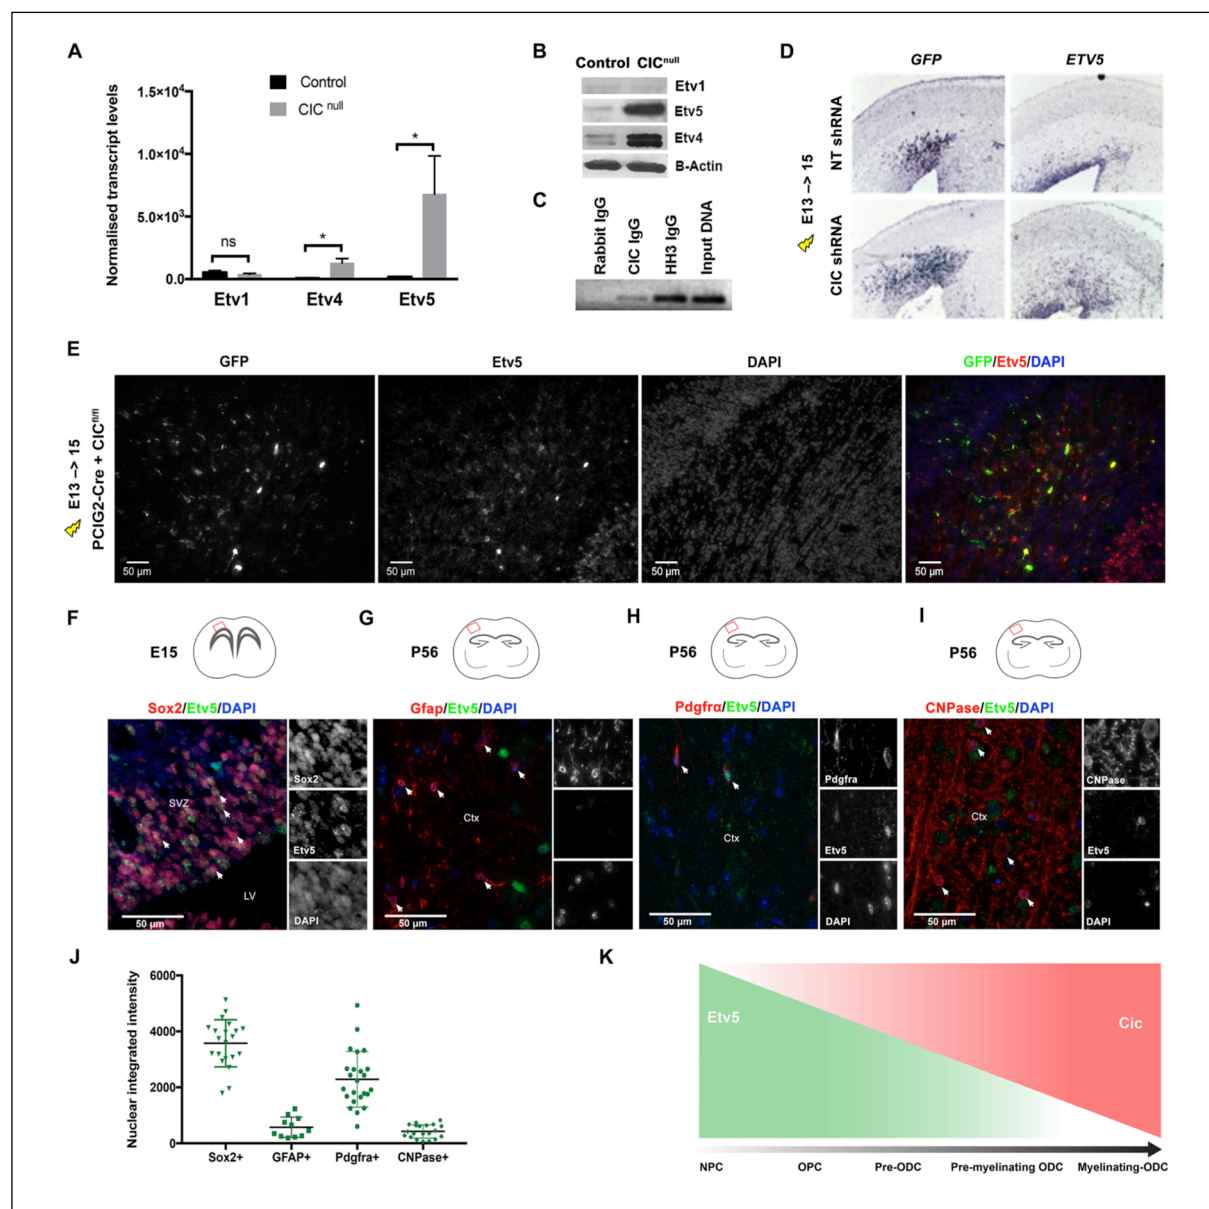 A
Control
CIC null
Normalised transcript levels
1.5×10⁴
1.0×10⁴
5.0×10³
0.0
ns
*
*
Etv1
Etv4
Etv5
B
Control CICnull
Etv1
Etv5
Etv4
B-Actin
C
Rabbit IgG
CIC IgG
HH3 IgG
Input DNA
D
GFP
ETV5
E13 --> 15
NT shRNA
CIC shRNA
E
GFP
Etv5
DAPI
GFP/Etv5/DAPI
E13 --> 15
PCIG2-Cre + CICfl/fl
50 µm
50 µm
50 µm
50 µm
F
E15
Sox2/Etv5/DAPI
SVZ
LV
50 µm
Sox2
Etv5
DAPI
G
P56
Gfap/Etv5/DAPI
Ctx
50 µm
H
P56
Pdgfrα/Etv5/DAPI
Ctx
50 µm
Pdgfra
Etv5
DAPI
I
P56
CNPase/Etv5/DAPI
Ctx
50 µm
CNPase
Etv5
DAPI
J
Nuclear integrated intensity
6000
4000
2000
0
Sox2+
GFAP+
Pdgfra+
CNPase+
K
Etv5
Cic
NPC
OPC
Pre-ODC
Pre-myelinating ODC
Myelinating-ODC